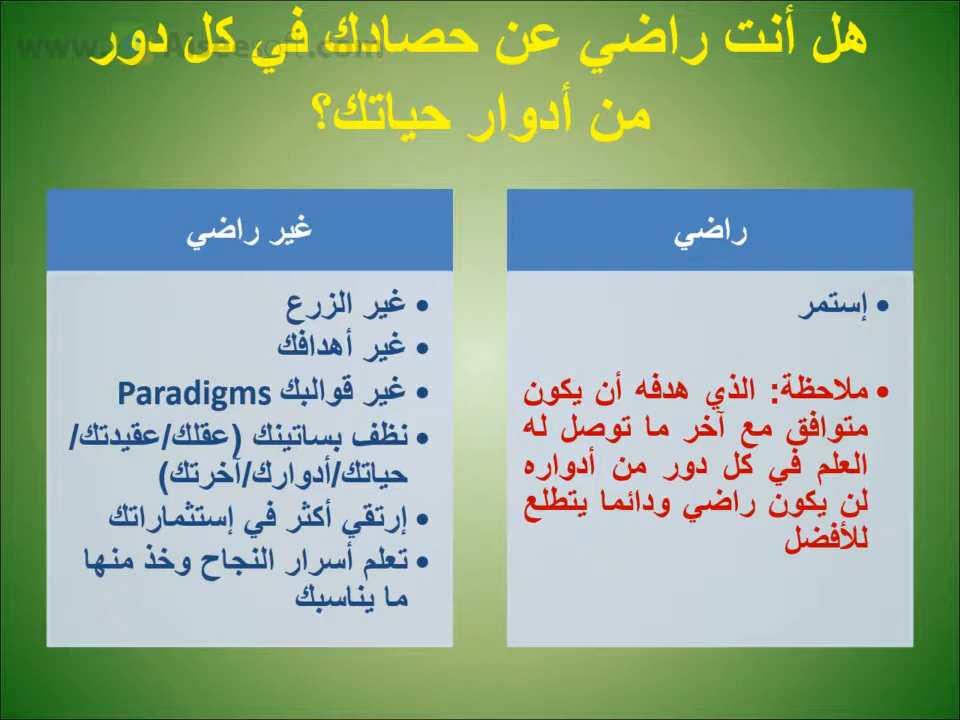 www.Aiseesoft.com
هل أنت راضي عن حصادك في كل دور
من أدوار حياتك؟
راضي
• إستمر
• ملاحظة: الذي هدفه أن يكون
متوافق مع آخر ما توصل له
العلم في كل دور من أدواره
لن يكون راضي ودائما يتطلع
للأفضل
غير راضي
• غير الزرع
• غير أهدافك
• غير قوالبك Paradigms
• نظف بساتينك (عقلك/عقيدتك/
حياتك/أدوارك/آخرتك)
• إرتقي أكثر في إستثماراتك
• تعلم أسرار النجاح وخذ منها
ما يناسبك